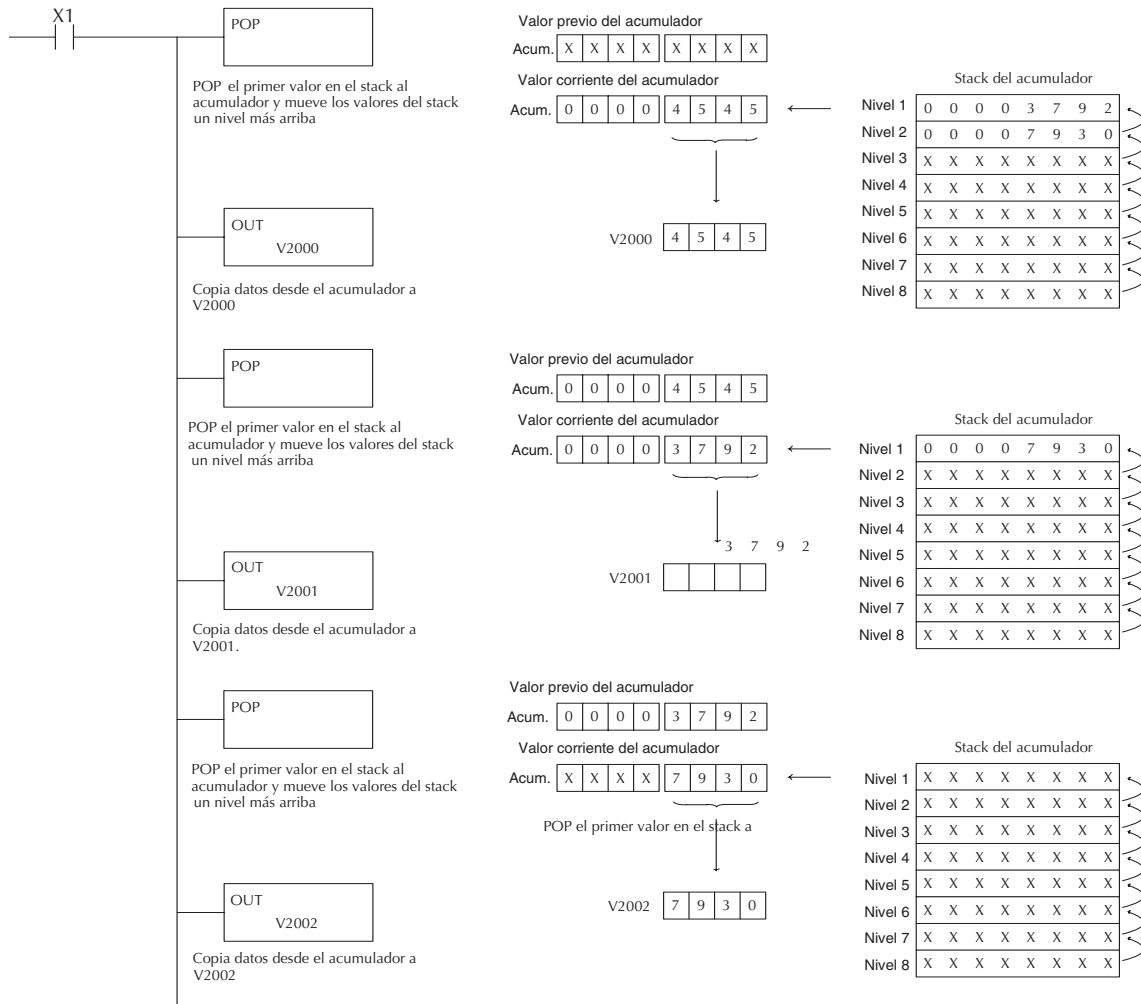 X1
POP
POP el primer valor en el stack al
acumulador y mueve los valores del stack
un nivel más arriba
OUT
V2000
Copia datos desde el acumulador a
V2000
Valor previo del acumulador
Acum. X X X X X X X X
Valor corriente del acumulador
Acum. 0 0 0 0 4 5 4 5
V2000 4 5 4 5
Stack del acumulador
Nivel 1 0 0 0 0 3 7 9 2
Nivel 2 0 0 0 0 7 9 3 0
Nivel 3 X X X X X X X X
Nivel 4 X X X X X X X X
Nivel 5 X X X X X X X X
Nivel 6 X X X X X X X X
Nivel 7 X X X X X X X X
Nivel 8 X X X X X X X X
POP
POP el primer valor en el stack al
acumulador y mueve los valores del stack
un nivel más arriba
OUT
V2001
Copia datos desde el acumulador a
V2001.
Valor previo del acumulador
Acum. 0 0 0 0 4 5 4 5
Valor corriente del acumulador
Acum. 0 0 0 0 3 7 9 2
3 7 9 2
V2001
Stack del acumulador
Nivel 1 0 0 0 0 7 9 3 0
Nivel 2 X X X X X X X X
Nivel 3 X X X X X X X X
Nivel 4 X X X X X X X X
Nivel 5 X X X X X X X X
Nivel 6 X X X X X X X X
Nivel 7 X X X X X X X X
Nivel 8 X X X X X X X X
POP
POP el primer valor en el stack al
acumulador y mueve los valores del stack
un nivel más arriba
OUT
V2002
Copia datos desde el acumulador a
V2002
Valor previo del acumulador
Acum. 0 0 0 0 3 7 9 2
Valor corriente del acumulador
Acum. X X X X 7 9 3 0
POP el primer valor en el stack a
V2002 7 9 3 0
Stack del acumulador
Nivel 1 X X X X X X X X
Nivel 2 X X X X X X X X
Nivel 3 X X X X X X X X
Nivel 4 X X X X X X X X
Nivel 5 X X X X X X X X
Nivel 6 X X X X X X X X
Nivel 7 X X X X X X X X
Nivel 8 X X X X X X X X